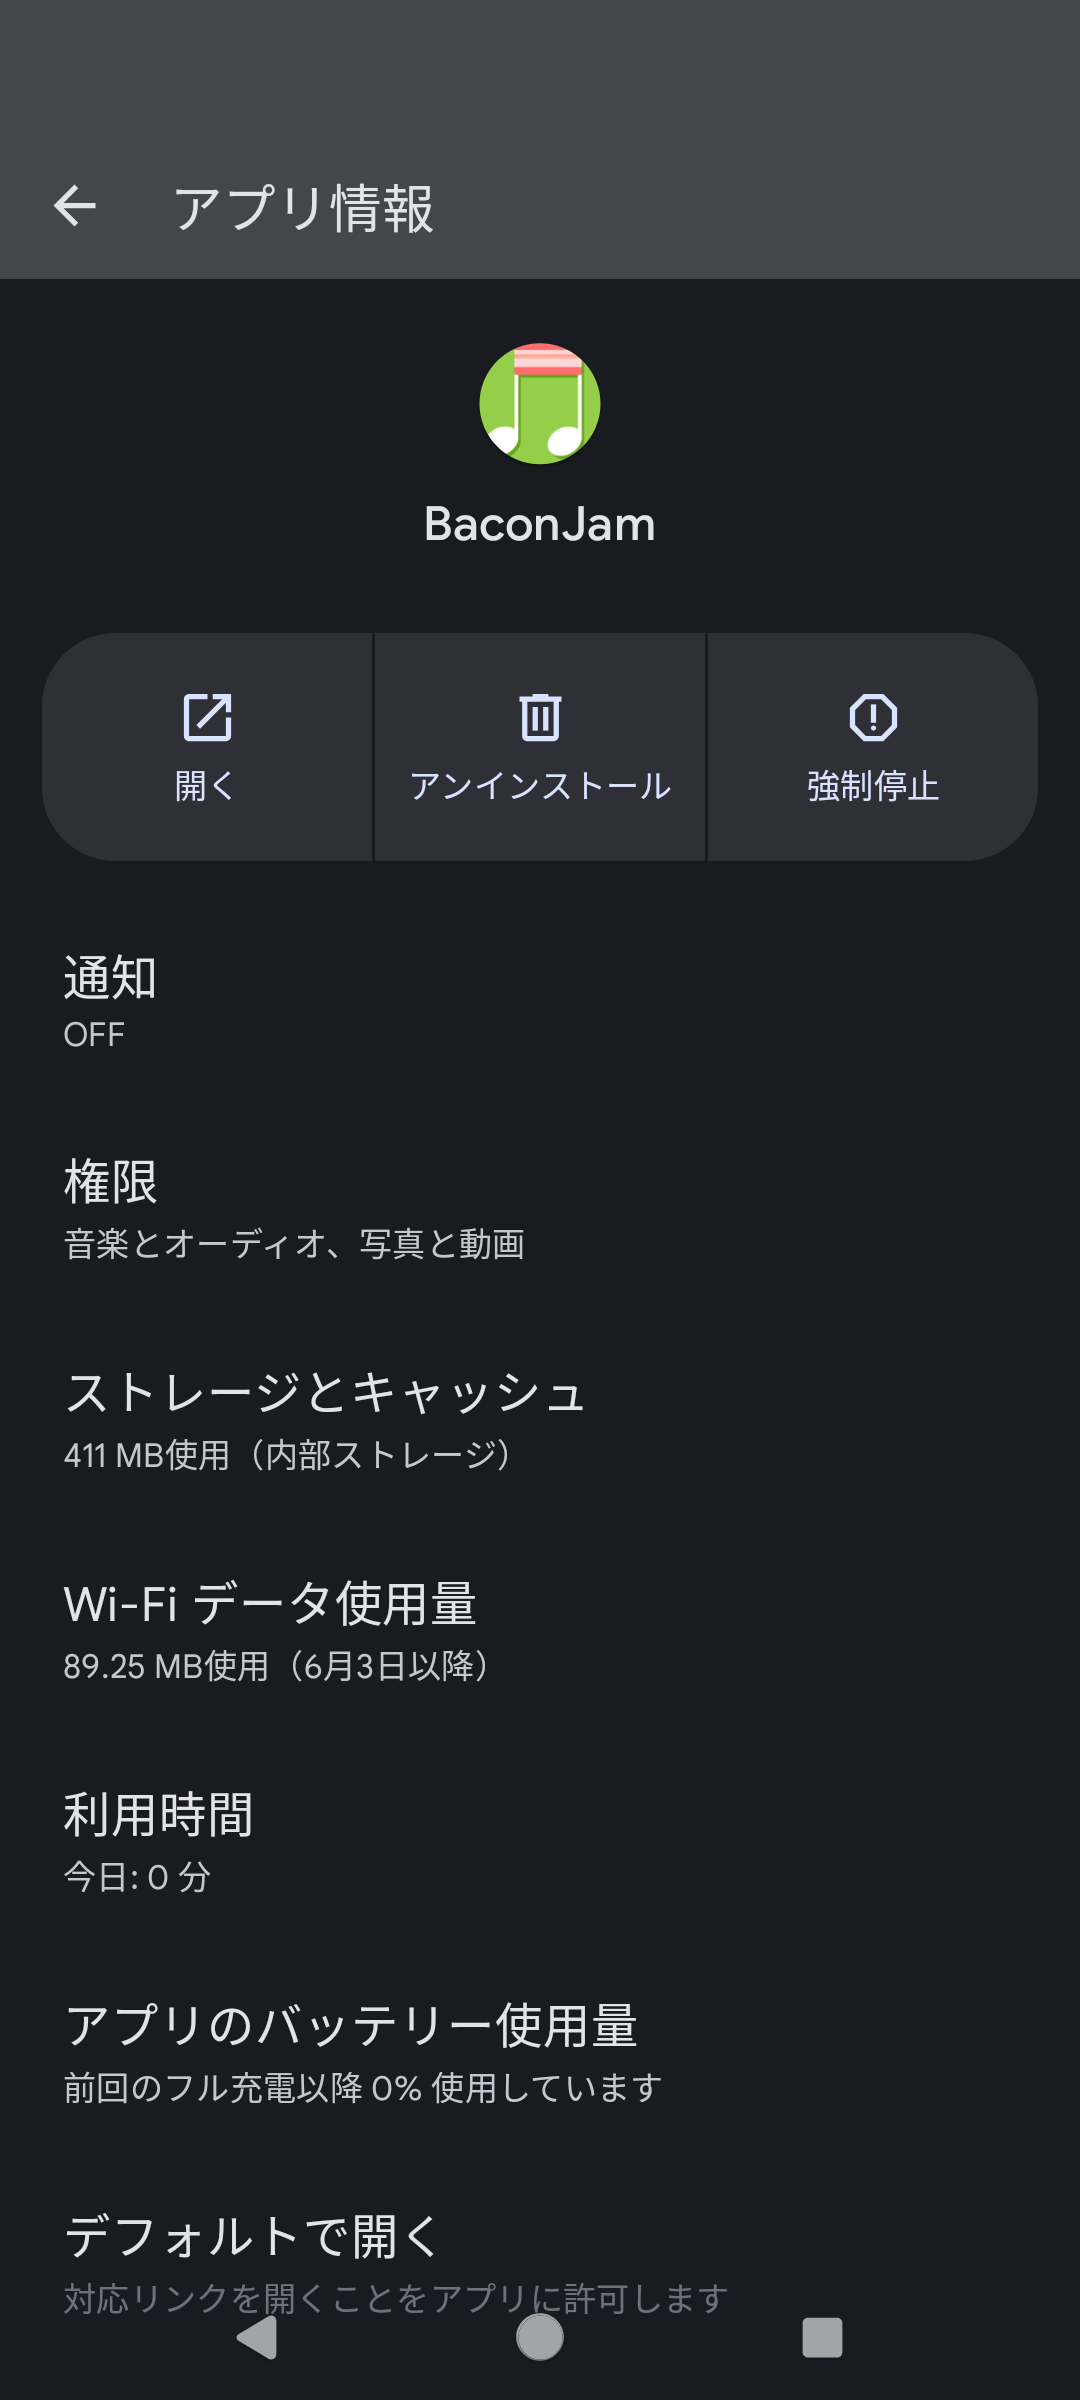 アプリ情報
BaconJam
開く
アンインストール
強制停止
通知
OFF
権限
音楽とオーディオ、写真と動画
ストレージとキャッシュ
411 MB使用（内部ストレージ）
Wi-Fi データ使用量
89.25 MB使用（6月3日以降）
利用時間
今日: 0 分
アプリのバッテリー使用量
前回のフル充電以降 0% 使用しています
デフォルトで開く
対応リンクを開くことをアプリに許可します